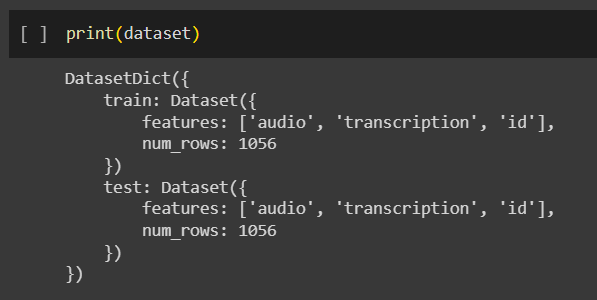 [ ] print(dataset)
DatasetDict({
    train: Dataset({
        features: ['audio', 'transcription', 'id'],
        num_rows: 1056
    })
    test: Dataset({
        features: ['audio', 'transcription', 'id'],
        num_rows: 1056
    })
})